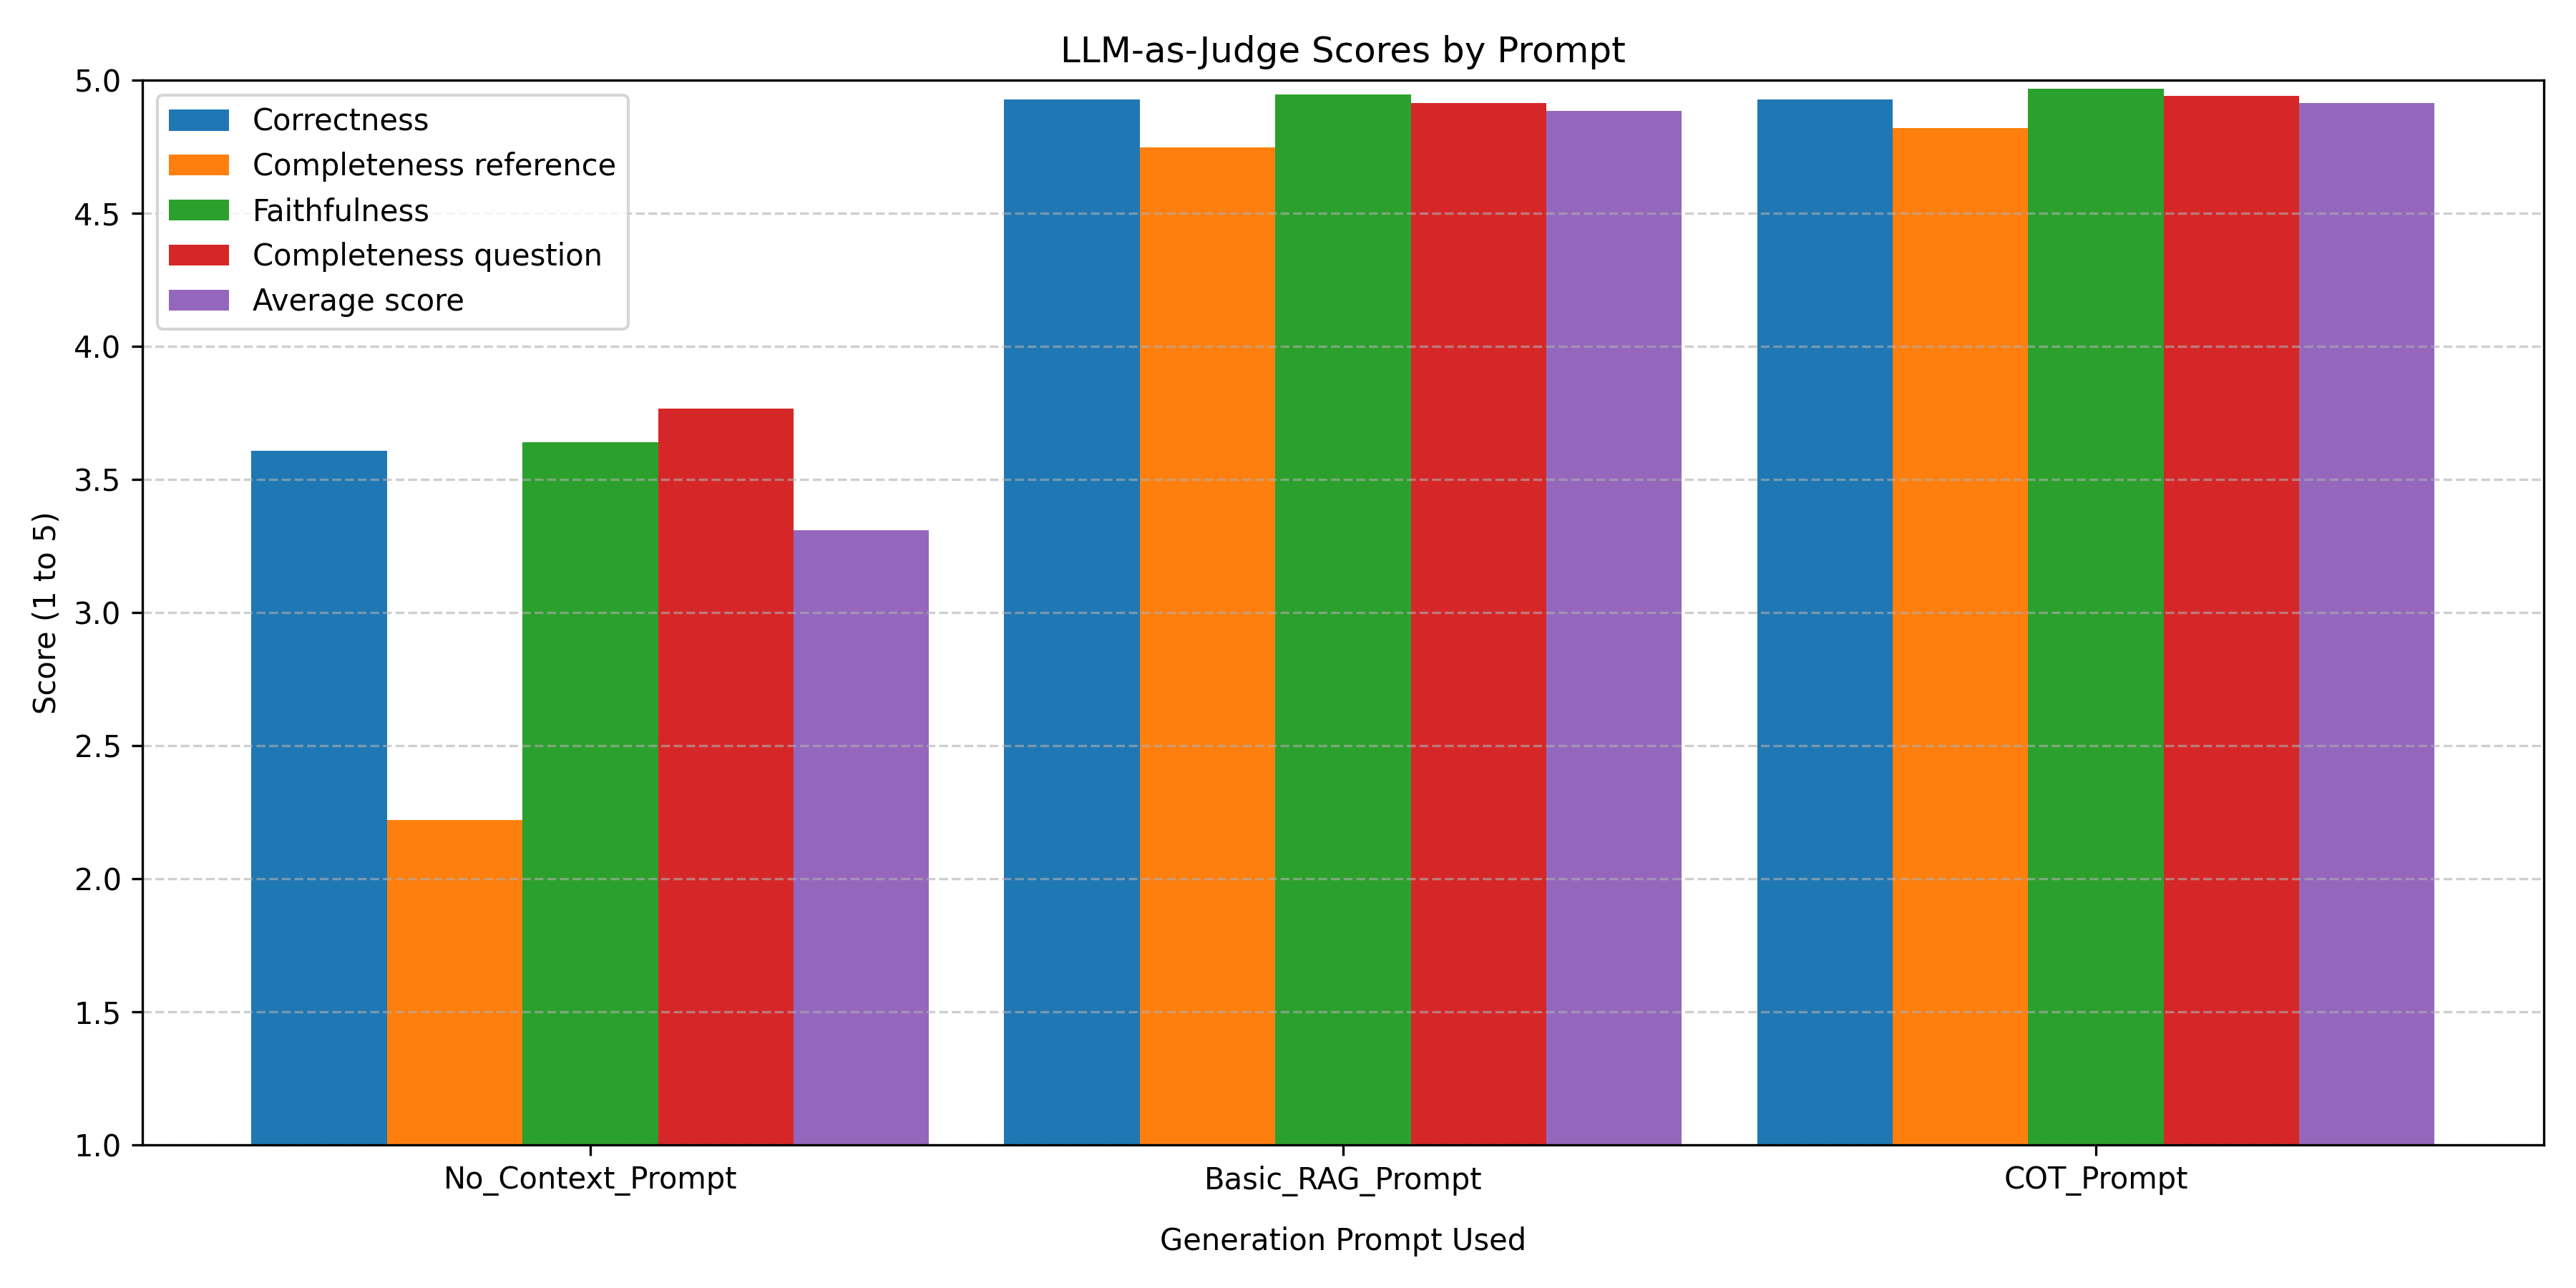 LLM-as-Judge Scores by Prompt
5.0
4.5
4.0
3.5
3.0
2.5
2.0
1.5
1.0
Score (1 to 5)
Correctness
Completeness reference
Faithfulness
Completeness question
Average score
No_Context_Prompt
Basic_RAG_Prompt
COT_Prompt
Generation Prompt Used